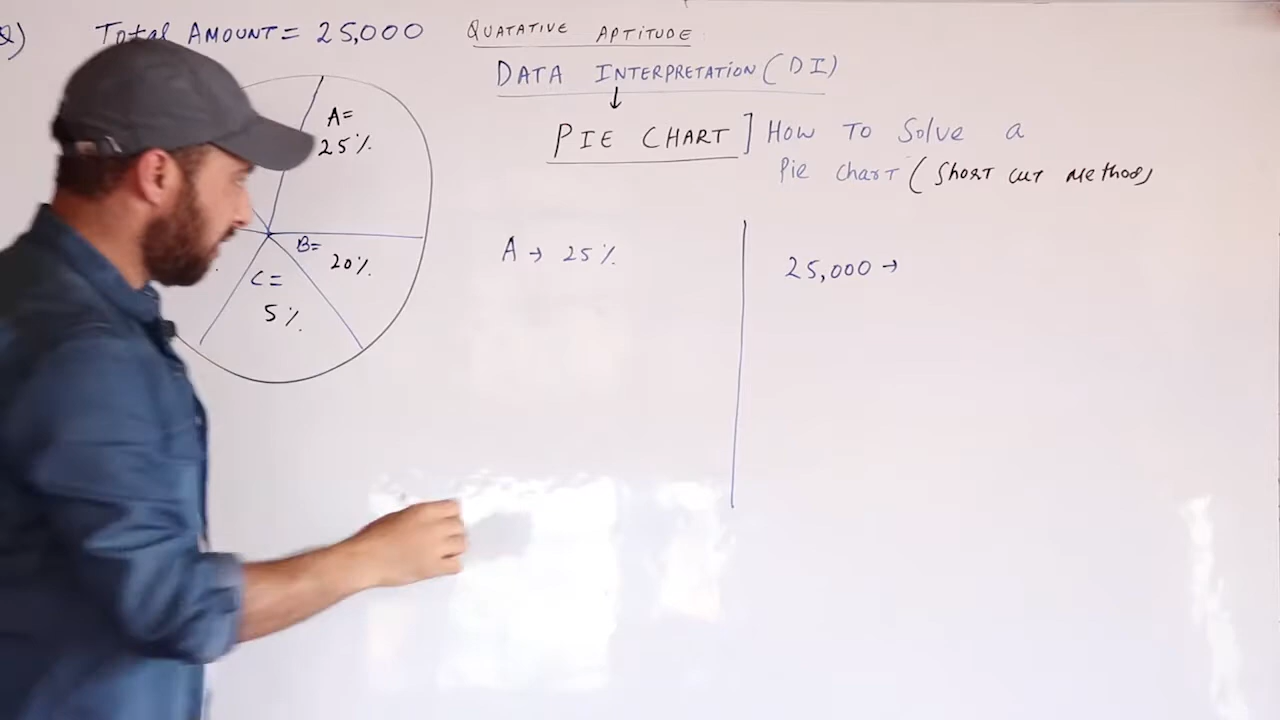 Q) Total AMOUNT = 25,000
QUATATIVE APTITUDE
DATA INTERPRETATION (DI)
↓
PIE CHART ] How To Solve a
Pie chart (Short cut Methods)
A=
25%
B=
20%.
C=
5%.
A → 25%
25,000 →